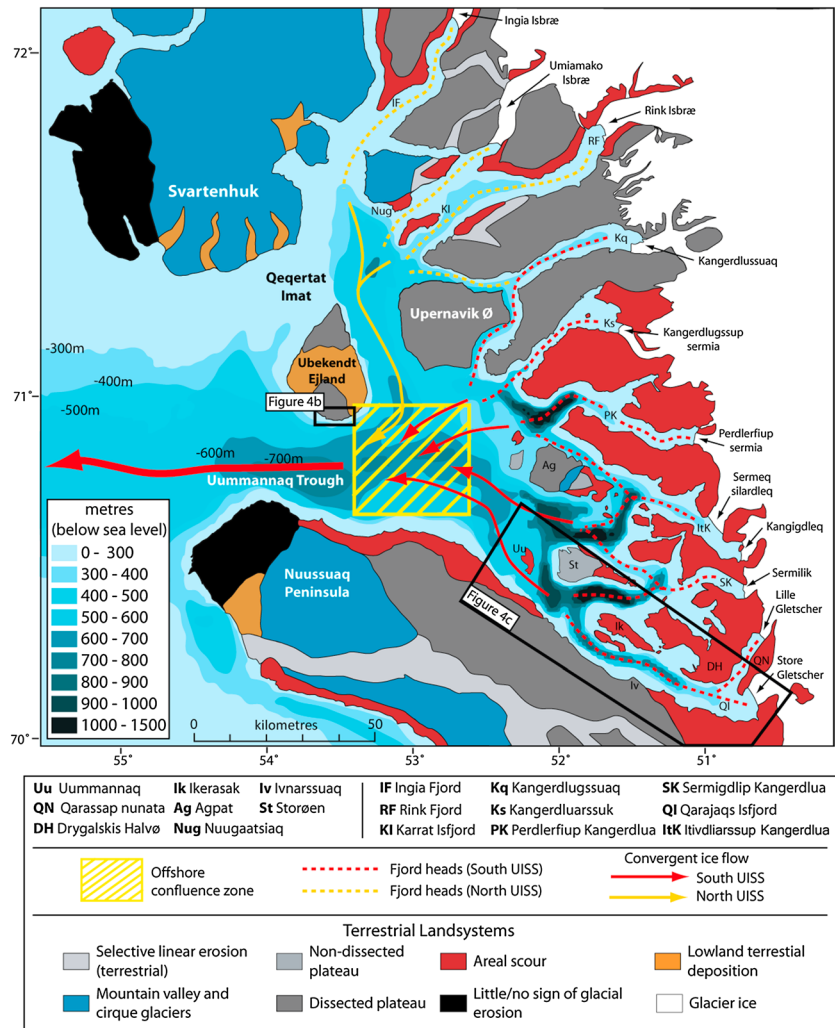 72°
71°
70°
55°
54°
53°
52°
51°
Ingia Isbræ
Umiamako
Isbræ
Rink Isbræ
IF
RF
Svartenhuk
Nug
KI
Kq
Kangerdlussuaq
Qeqertat
Imat
Upernavik Ø
Ks
Kangerdlugssup
sermia
-300m
-400m
-500m
Ubekendt
Ejland
Figure 4b
PK
Perdlerfiup
sermia
-600m
-700m
Uummannaq Trough
Ag
Sermeq
silardleq
ItK
Kangigdleq
metres
(below sea level)
0 - 300
300 - 400
400 - 500
500 - 600
600 - 700
700 - 800
800 - 900
900 - 1000
1000 - 1500
Nuussuaq
Peninsula
Uu
St
SK
Sermilik
Figure 4c
Lille
Gletscher
Ik
DH
QN
Store
Gletscher
Iv
QI
0 kilometres 50
Uu Uummannaq Ik Ikerasak Iv Ivnarssuaq
QN Qarassap nunata Ag Agpat St Storøen
DH Drygalskis Halvø Nug Nuugaatsiaq
IF Ingia Fjord Kq Kangerdlugssuaq SK Sermigdlip Kangerdlua
RF Rink Fjord Ks Kangerdluarssuk QI Qarajaqs Isfjord
KI Karrat Isfjord PK Perdlerfiup Kangerdlua ItK Itivdliarssup Kangerdlua
Offshore
confluence zone
Fjord heads (South UISS)
Fjord heads (North UISS)
Convergent ice flow
South UISS
North UISS
Terrestrial Landsystems
Selective linear erosion
(terrestrial)
Non-dissected
plateau
Areal scour
Lowland terrestial
deposition
Mountain valley and
cirque glaciers
Dissected plateau
Little/no sign of glacial
erosion
Glacier ice